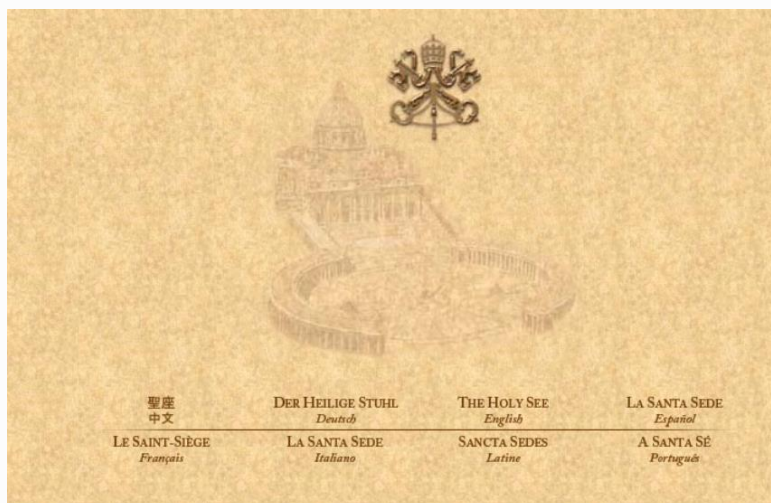 聖座
中文
DER HEILIGE STUHL
Deutsch
THE HOLY SEE
English
LA SANTA SEDE
Español
LE SAINT-SIÈGE
Français
LA SANTA SEDE
Italiano
SANCTA SEDES
Latine
A SANTA SÉ
Português